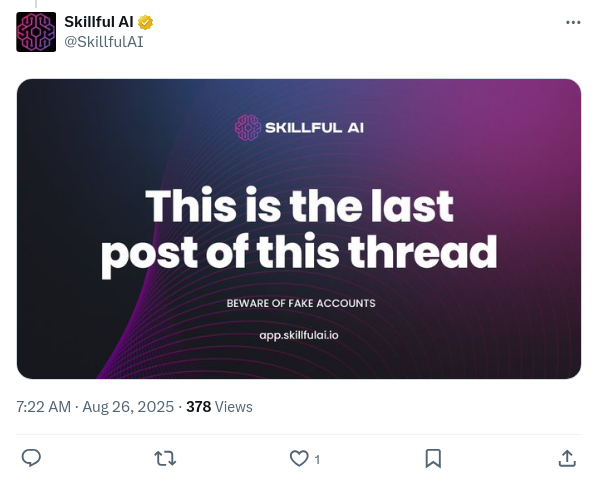 Skillful AI
@SkillfulAI
SKILLFUL AI
This is the last
post of this thread
BEWARE OF FAKE ACCOUNTS
app.skillfulai.io
7:22 AM · Aug 26, 2025 · 378 Views
1